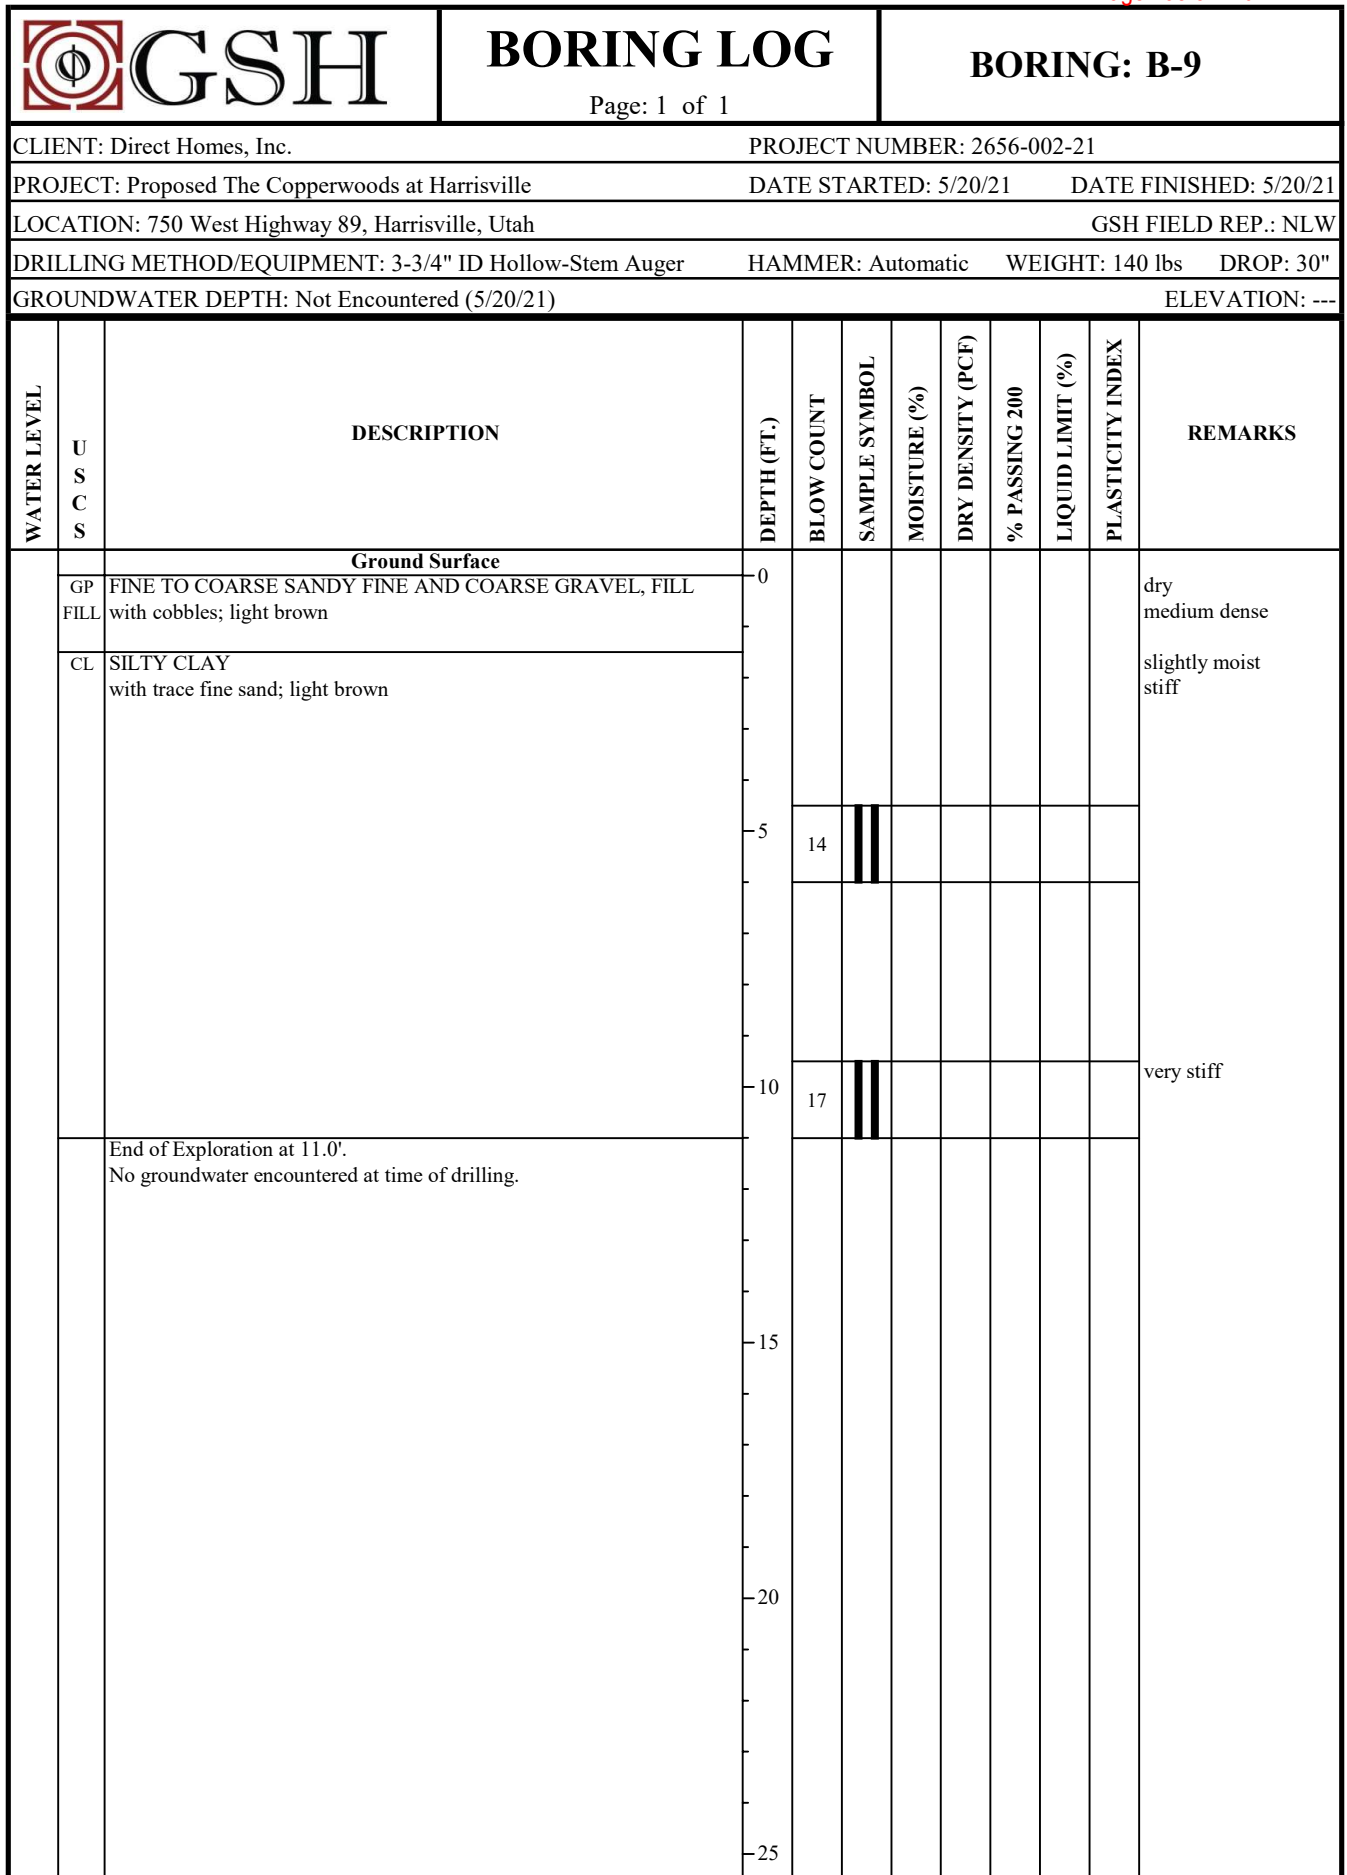 GSH
BORING LOG
Page: 1 of 1
BORING: B-9
CLIENT: Direct Homes, Inc. PROJECT NUMBER: 2656-002-21
PROJECT: Proposed The Copperwoods at Harrisville DATE STARTED: 5/20/21 DATE FINISHED: 5/20/21
LOCATION: 750 West Highway 89, Harrisville, Utah GSH FIELD REP.: NLW
DRILLING METHOD/EQUIPMENT: 3-3/4" ID Hollow-Stem Auger HAMMER: Automatic WEIGHT: 140 lbs DROP: 30"
GROUNDWATER DEPTH: Not Encountered (5/20/21) ELEVATION: ---
WATER LEVEL
U
S
C
S
DESCRIPTION
DEPTH (FT.)
BLOW COUNT
SAMPLE SYMBOL
MOISTURE (%)
DRY DENSITY (PCF)
% PASSING 200
LIQUID LIMIT (%)
PLASTICITY INDEX
REMARKS
Ground Surface
0
GP FINE TO COARSE SANDY FINE AND COARSE GRAVEL, FILL dry
FILL with cobbles; light brown medium dense
CL SILTY CLAY slightly moist
with trace fine sand; light brown stiff
5
14
very stiff
10
17
End of Exploration at 11.0'.
No groundwater encountered at time of drilling.
15
20
25